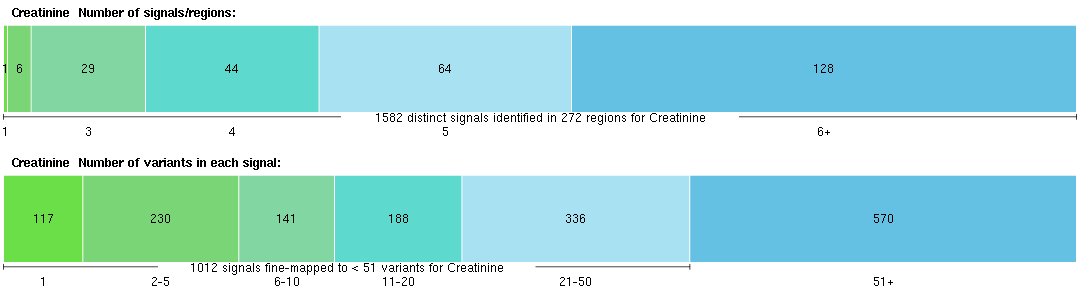 Creatinine Number of signals/regions:
1 6 29 44 64 128
1582 distinct signals identified in 272 regions for Creatinine
1 3 4 5 6+
Creatinine Number of variants in each signal:
117 230 141 188 336 570
1012 signals fine-mapped to < 51 variants for Creatinine
1 2-5 6-10 11-20 21-50 51+